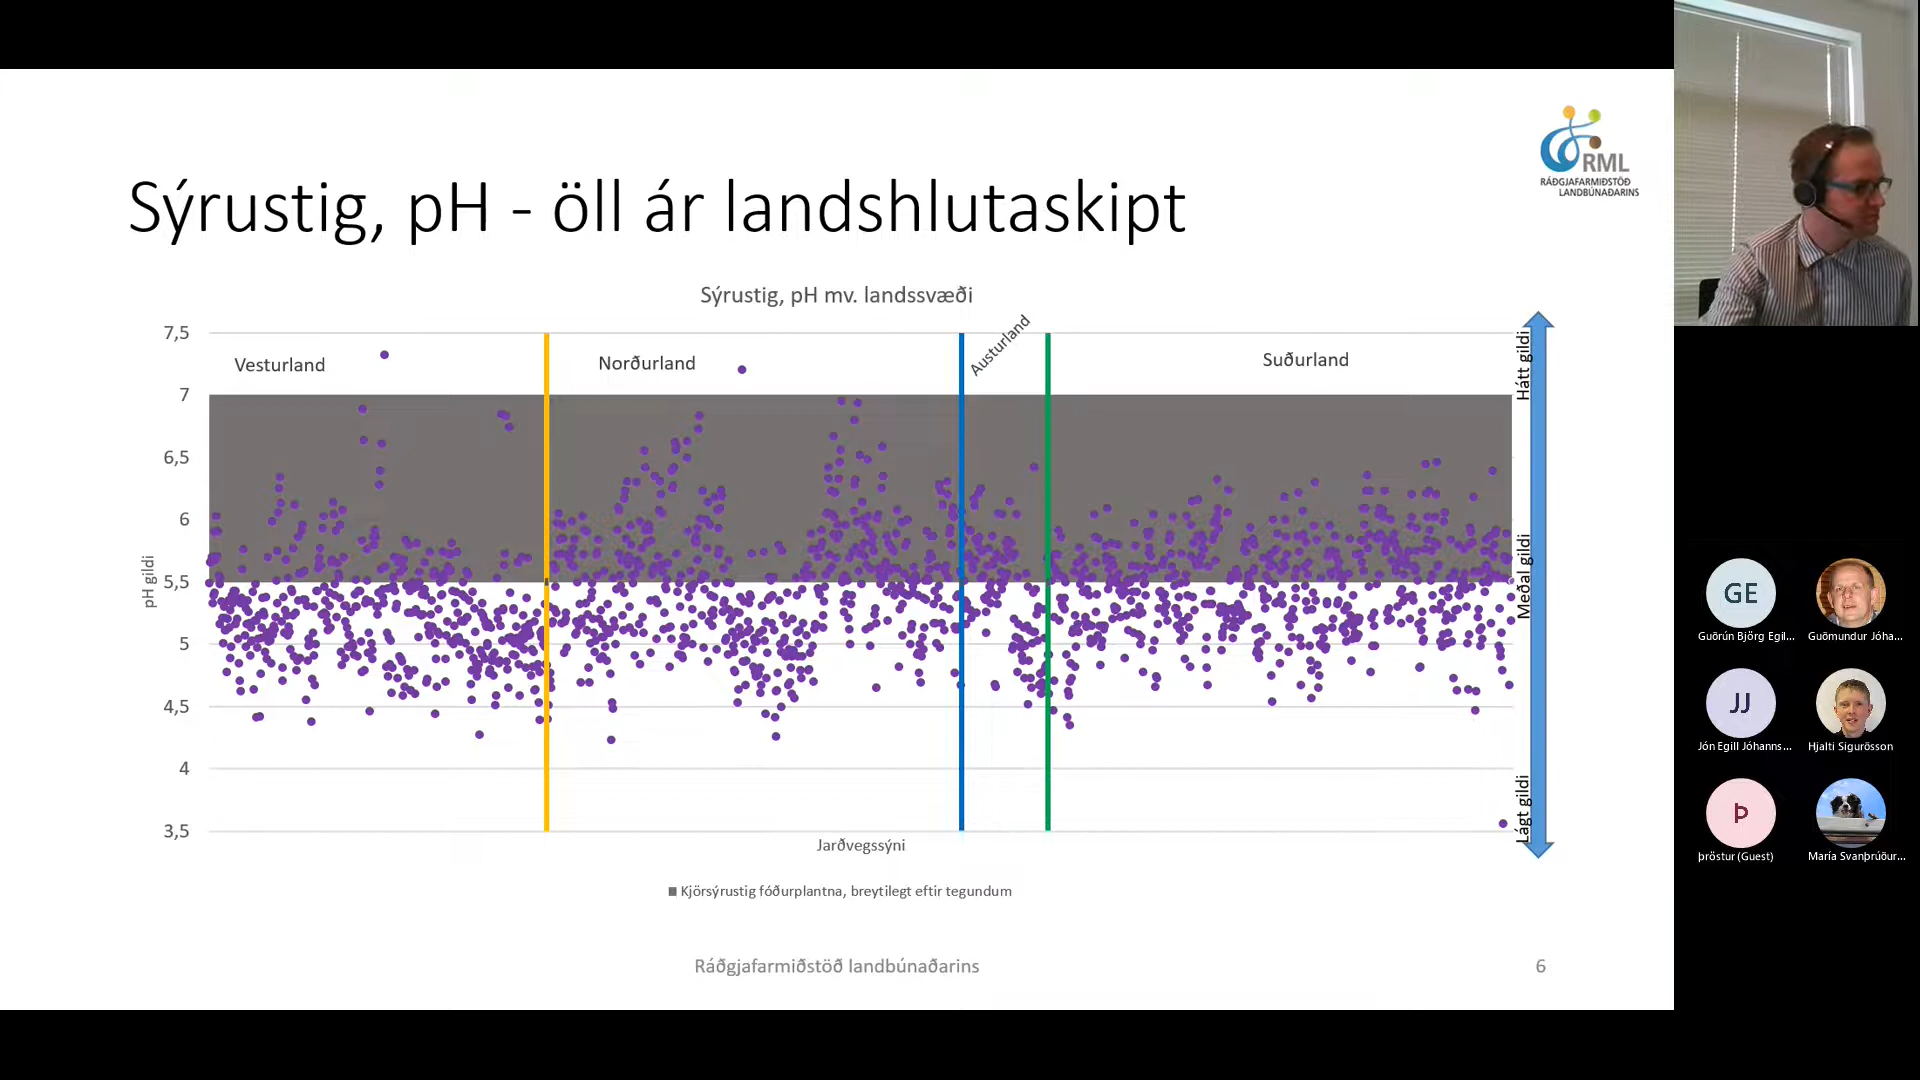 RML
RÁÐGJAFARMIÐSTÖÐ
LANDBÚNAÐARINS
Sýrustig, pH - öll ár landshlutaskipt
Sýrustig, pH mv. landssvæði
7,5
7
6,5
6
5,5
5
4,5
4
3,5
pH gildi
Vesturland
Norðurland
Austurland
Suðurland
Hátt gildi
Meðal gildi
Lágt gildi
Jarðvegssýni
Kjörsýrustig fóðurplantna, breytilegt eftir tegundum
Ráðgjafarmiðstöð landbúnaðarins
6
GE
Guðrún Björg Egil...
Guðmundur Jóha...
JJ
Jón Egill Jóhanns...
Hjalti Sigurðsson
Þ
Þröstur (Guest)
María Svanþrúður...